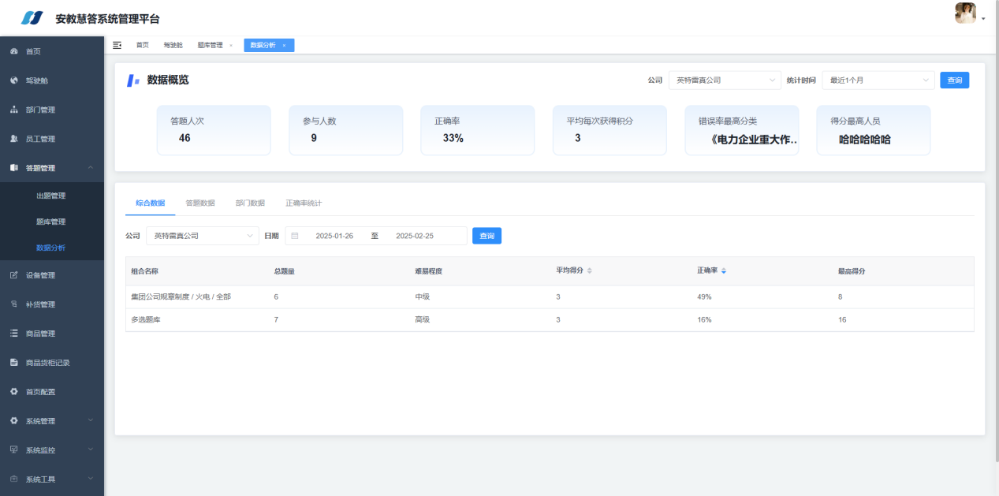 安教慧答系统管理平台
首页
驾驶舱
题库管理 ×
数据分析 ×
首页
驾驶舱
部门管理
员工管理
答题管理
出题管理
题库管理
数据分析
设备管理
补货管理
商品管理
商品货柜记录
首页配置
系统管理
系统监控
系统工具
数据概览
公司 英特雷真公司 统计时间 最近1个月 查询
答题人次 参与人数 正确率 平均每次获得积分 错误率最高分类 得分最高人员
46 9 33% 3 《电力企业重大作.. 哈哈哈哈哈
综合数据 答题数据 部门数据 正确率统计
公司 英特雷真公司 日期 2025-01-26 至 2025-02-25 查询
组合名称 总题量 难易程度 平均得分 正确率 最高得分
集团公司规章制度 / 火电 / 全部 6 中级 3 49% 8
多选题库 7 高级 3 16% 16